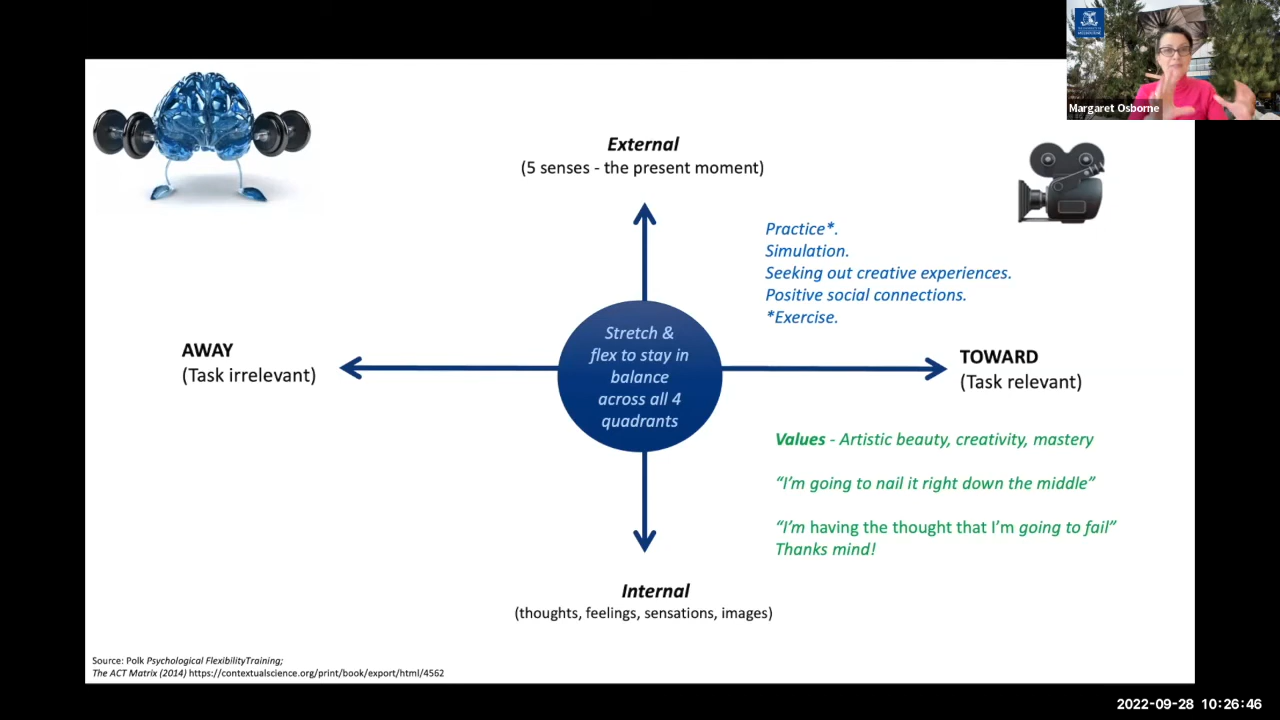 Margaret Osborne
External
(5 senses - the present moment)
Practice*.
Simulation.
Seeking out creative experiences.
Positive social connections.
*Exercise.
Stretch &
flex to stay in
balance
across all 4
quadrants
AWAY
(Task irrelevant)
TOWARD
(Task relevant)
Values - Artistic beauty, creativity, mastery
“I’m going to nail it right down the middle”
“I’m having the thought that I’m going to fail”
Thanks mind!
Internal
(thoughts, feelings, sensations, images)
Source: Polk Psychological FlexibilityTraining;
The ACT Matrix (2014) https://contextualscience.org/print/book/export/html/4562
2022-09-28 10:26:46